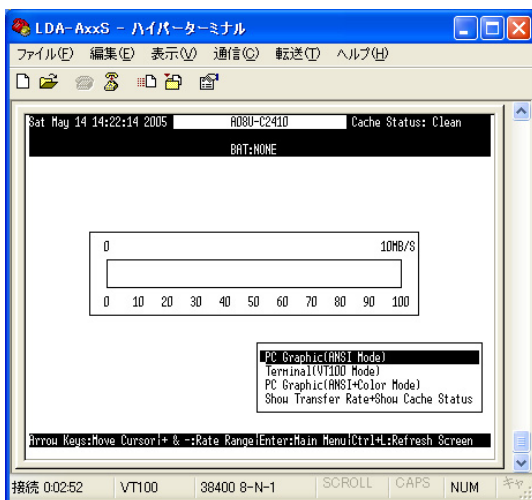 LDA-AxxS - ハイパーターミナル
ファイル(F) 編集(E) 表示(V) 通信(C) 転送(T) ヘルプ(H)
Sat May 14 14:22:14 2005 A08U-C2410 Cache Status: Clean
BAT:NONE
0 10MB/S
0 10 20 30 40 50 60 70 80 90 100
PC Graphic(ANSI Mode)
Terminal(VT100 Mode)
PC Graphic(ANSI+Color Mode)
Show Transfer Rate+Show Cache Status
Arrow Keys:Move Cursor|+ & -:Rate Range|Enter:Main Menu|Ctrl+L:Refresh Screen
接続 0:02:52 VT100 38400 8-N-1 SCROLL CAPS NUM キャ